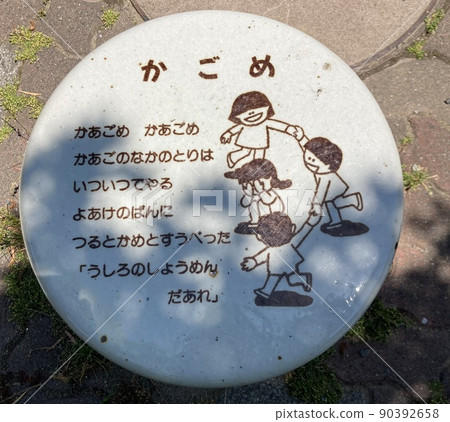 かごめ
かあごめ　かあごめ
かあごのなかのとりは
いついつでやる
よあけのばんに
つるとかめとすうべった
「うしろのしょうめん
だあれ」
90392658